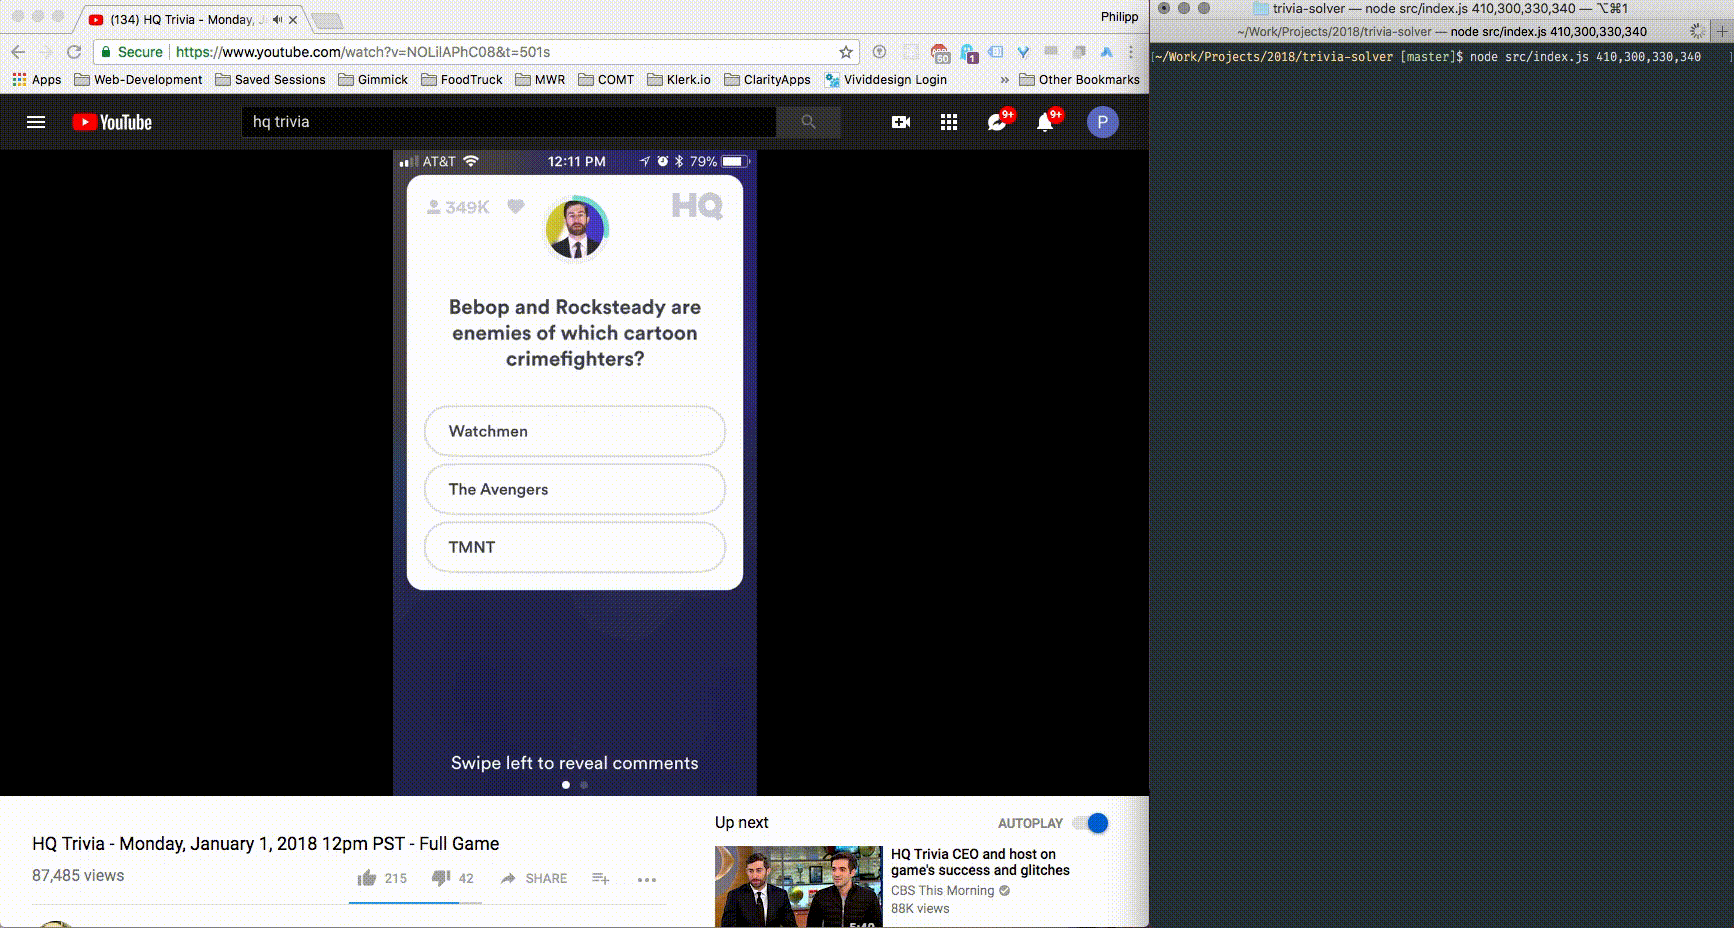 (134) HQ Trivia - Monday, J
Philipp
Secure
https://www.youtube.com/watch?v=NOLilAPhC08&t=501s
50
1
Apps
Web-Development
Saved Sessions
Gimmick
FoodTruck
MWR
COMT
Klerk.io
ClarityApps
Vividdesign Login
»
Other Bookmarks
YouTube
hq trivia
9+
9+
P
AT&T
12:11 PM
79%
349K
HQ
Bebop and Rocksteady are
enemies of which cartoon
crimefighters?
Watchmen
The Avengers
TMNT
Swipe left to reveal comments
HQ Trivia - Monday, January 1, 2018 12pm PST - Full Game
87,485 views
215
42
SHARE
Up next
AUTOPLAY
HQ Trivia CEO and host on
game's success and glitches
CBS This Morning
88K views
trivia-solver — node src/index.js 410,300,330,340 — ⌥⌘1
~/Work/Projects/2018/trivia-solver — node src/index.js 410,300,330,340
[~/Work/Projects/2018/trivia-solver [master]$ node src/index.js 410,300,330,340 ]